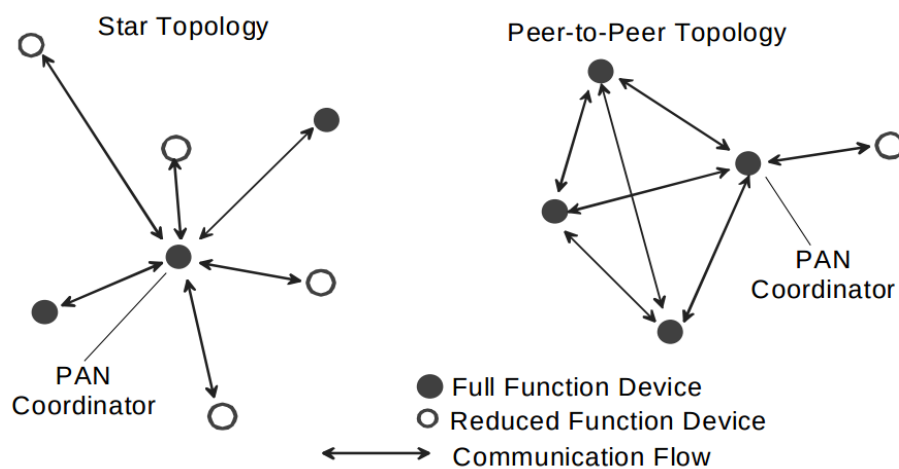 Star Topology
Peer-to-Peer Topology
PAN
Coordinator
PAN
Coordinator
Full Function Device
Reduced Function Device
Communication Flow